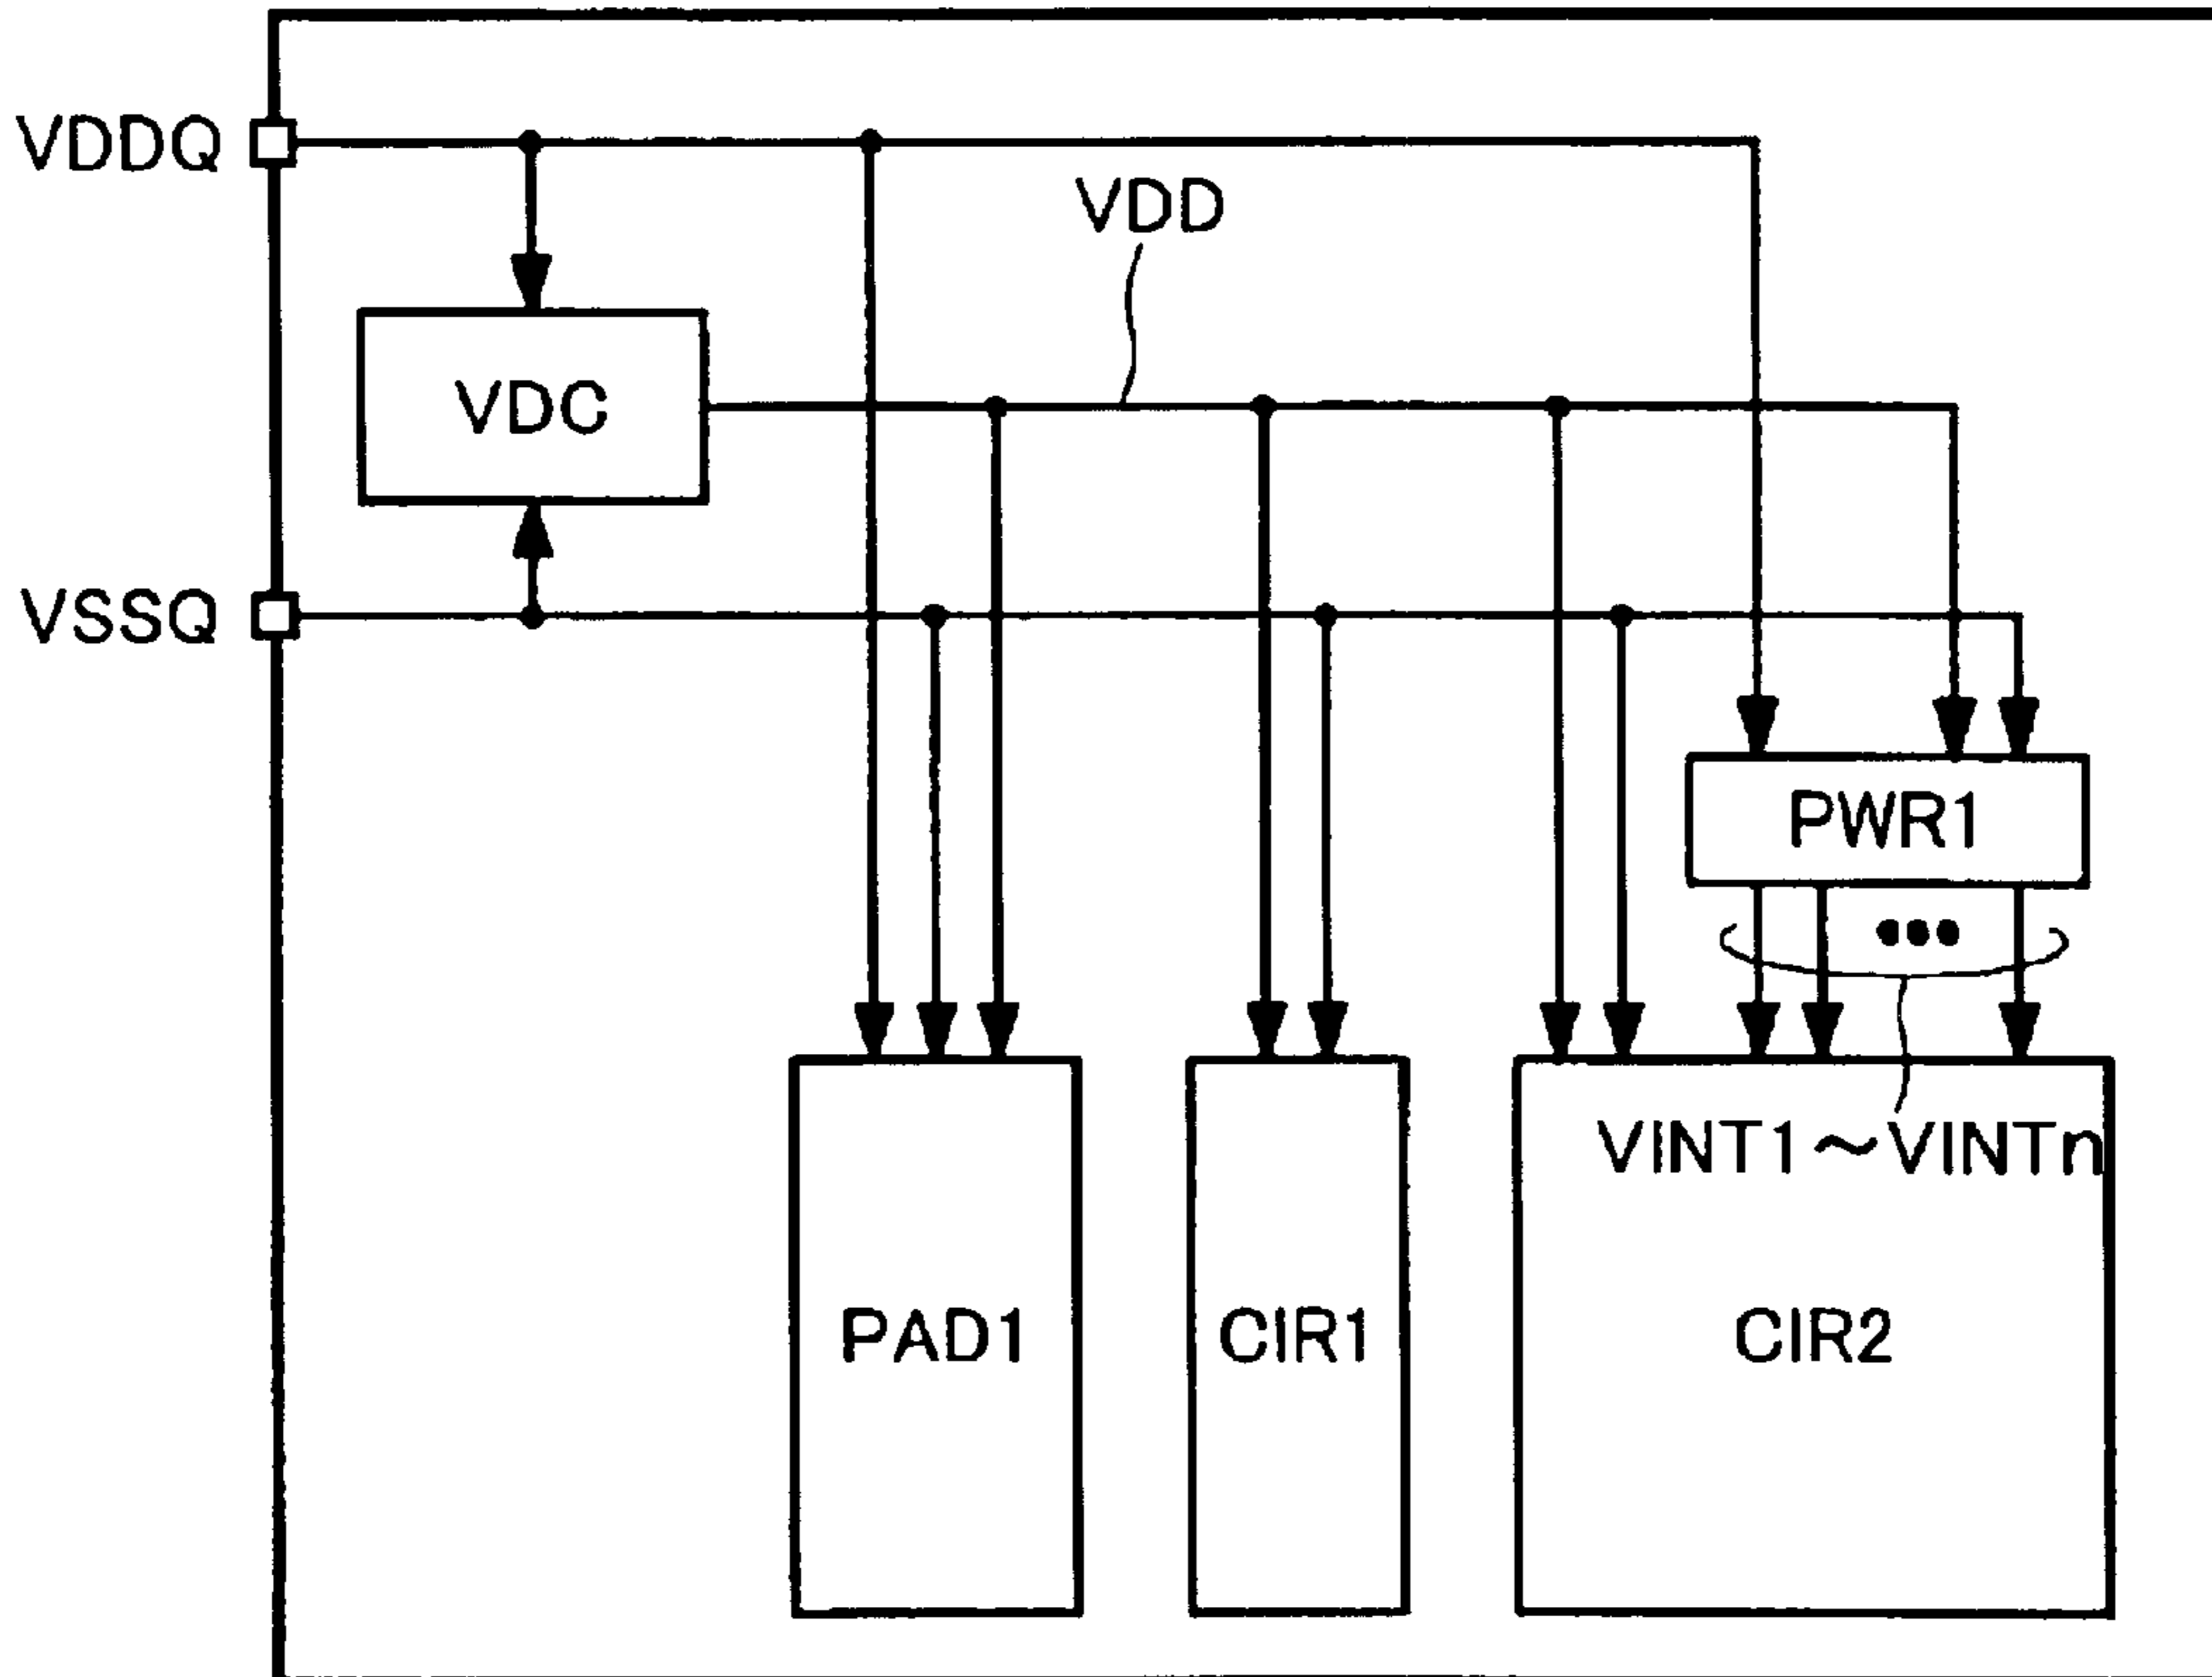 VDDQ
VDD
VDC
VSSQ
PWR1
VINT1～VINTn
PAD1
CIR1
CIR2